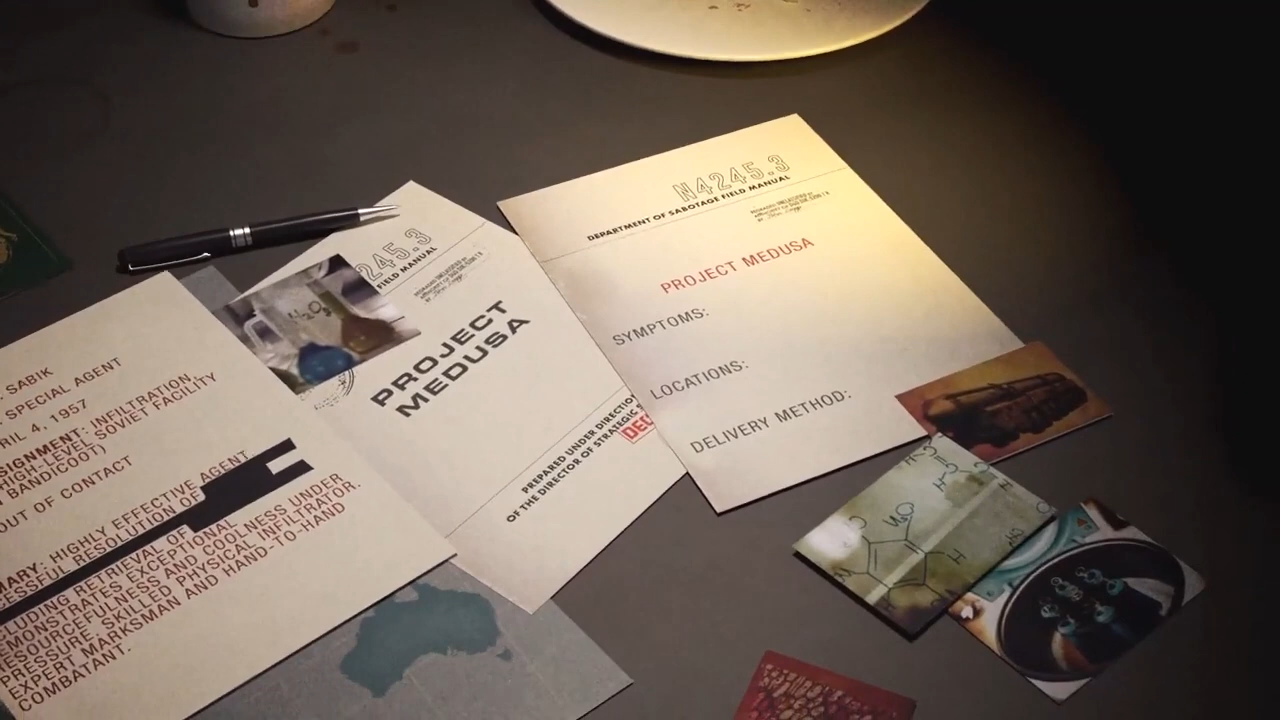 . SABIK
. SPECIAL AGENT
RIL 4, 1957
SIGNMENT: INFILTRATION,
HIGH-LEVEL SOVIET FACILITY
BANDICOOT)
OUT OF CONTACT
MARY: HIGHLY EFFECTIVE AGENT.
ESSFUL RESOLUTION OF
CLUDING RETRIEVAL OF
EMONSTRATES EXCEPTIONAL
RESOURCEFULNESS AND COOLNESS UNDER
PRESSURE. SKILLED PHYSICAL INFILTRATOR.
EXPERT MARKSMAN AND HAND-TO-HAND
COMBATANT.
245.3
FIELD MANUAL
H2O
PROJECT
MEDUSA
PREPARED UNDER DIRECTIO
OF THE DIRECTOR OF STRATEGIC
DEC
N4245.3
DEPARTMENT OF SABOTAGE FIELD MANUAL
PROJECT MEDUSA
SYMPTOMS:
LOCATIONS:
DELIVERY METHOD:
H